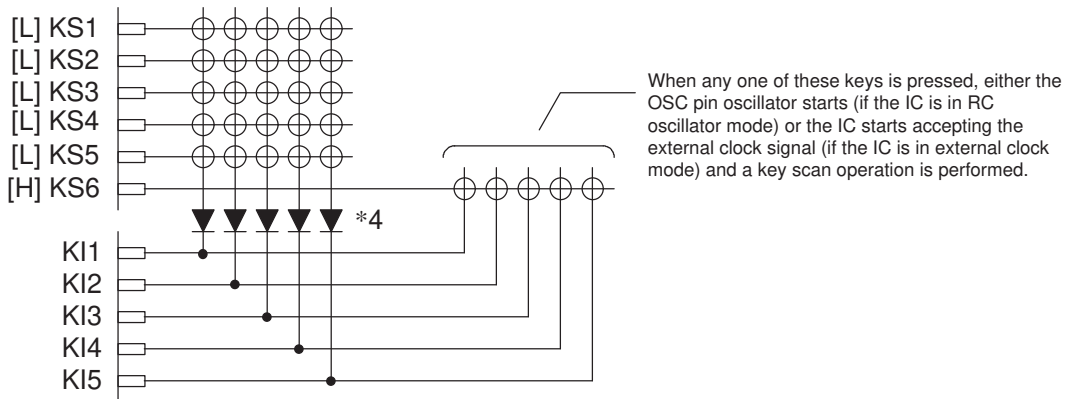 [L] KS1
[L] KS2
[L] KS3
[L] KS4
[L] KS5
[H] KS6
When any one of these keys is pressed, either the
OSC pin oscillator starts (if the IC is in RC
oscillator mode) or the IC starts accepting the
external clock signal (if the IC is in external clock
mode) and a key scan operation is performed.
*4
KI1
KI2
KI3
KI4
KI5